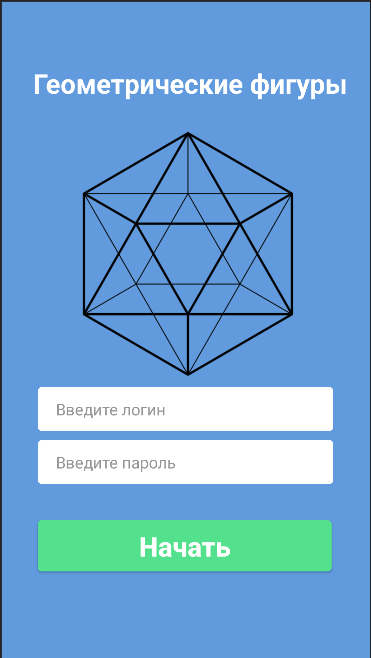 Геометрические фигуры
Введите логин
Введите пароль
Начать